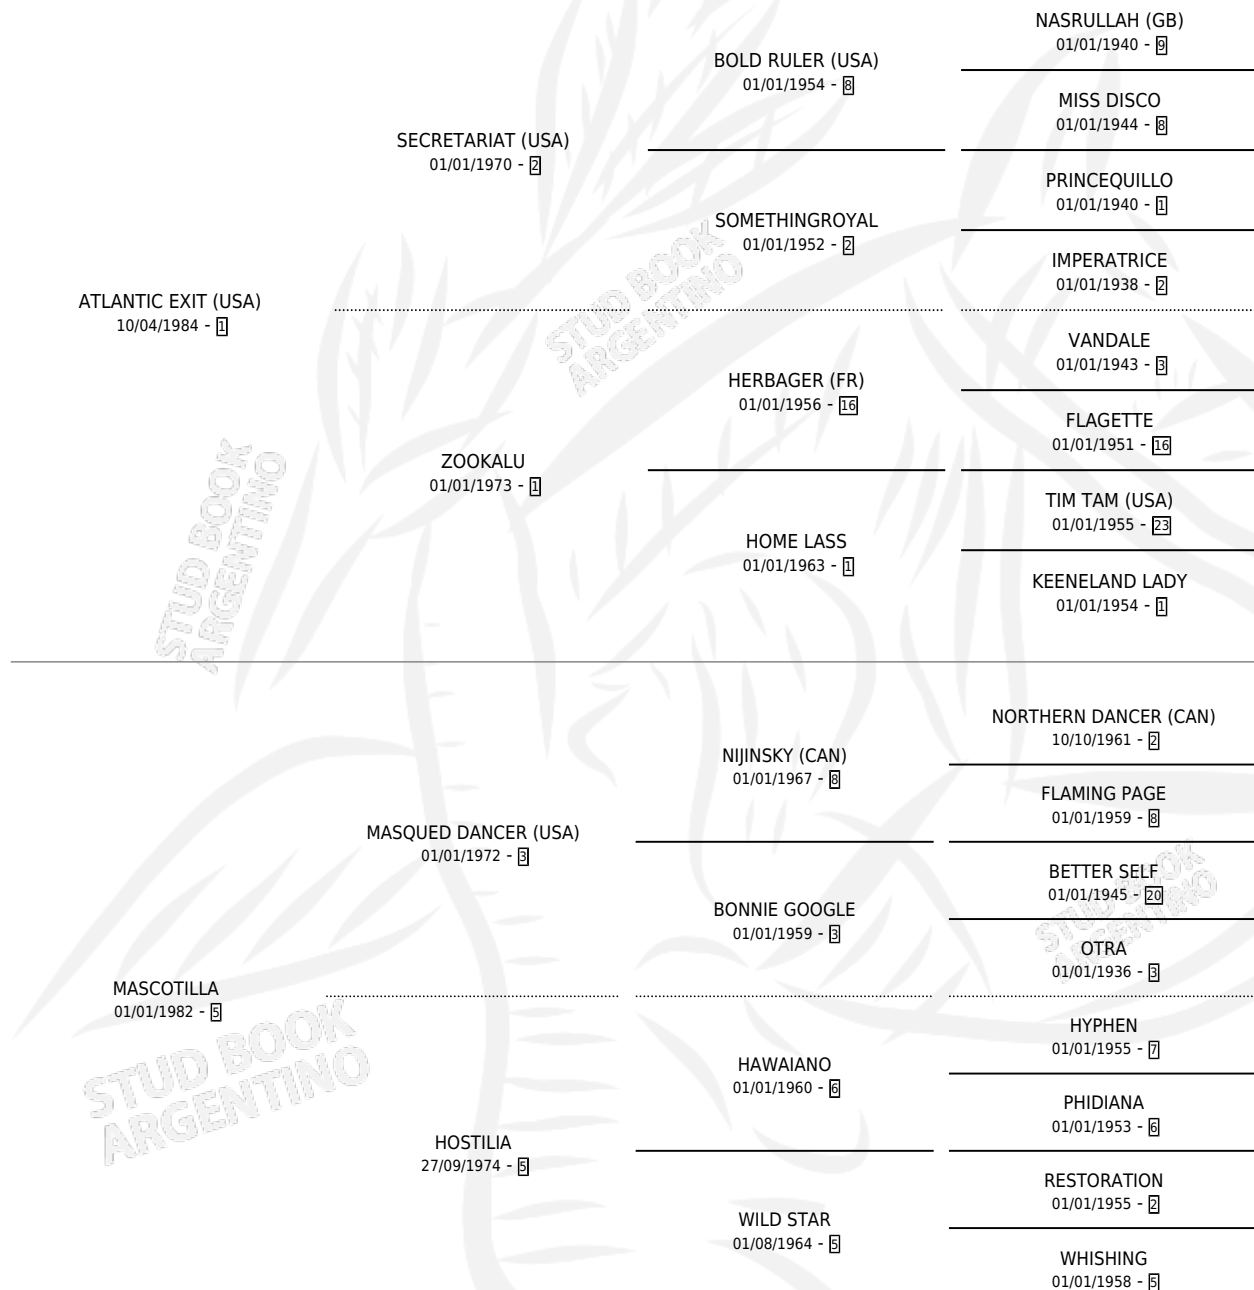 NASRULLAH (GB)
01/01/1940 - 9
BOLD RULER (USA)
01/01/1954 - 8
MISS DISCO
01/01/1944 - 8
SECRETARIAT (USA)
01/01/1970 - 2
PRINCEQUILLO
01/01/1940 - 1
SOMETHINGROYAL
01/01/1952 - 2
IMPERATRICE
01/01/1938 - 2
ATLANTIC EXIT (USA)
10/04/1984 - 1
VANDALE
01/01/1943 - 3
HERBAGER (FR)
01/01/1956 - 16
FLAGETTE
01/01/1951 - 16
ZOOKALU
01/01/1973 - 1
TIM TAM (USA)
01/01/1955 - 23
HOME LASS
01/01/1963 - 1
KEENELAND LADY
01/01/1954 - 1
NORTHERN DANCER (CAN)
10/10/1961 - 2
NIJINSKY (CAN)
01/01/1967 - 8
FLAMING PAGE
01/01/1959 - 8
MASQUED DANCER (USA)
01/01/1972 - 3
BETTER SELF
01/01/1945 - 20
BONNIE GOOGLE
01/01/1959 - 3
OTRA
01/01/1936 - 3
MASCOTILLA
01/01/1982 - 5
HYPHEN
01/01/1955 - 7
HAWAIANO
01/01/1960 - 6
PHIDIANA
01/01/1953 - 6
HOSTILIA
27/09/1974 - 5
RESTORATION
01/01/1955 - 2
WILD STAR
01/08/1964 - 5
WHISHING
01/01/1958 - 5
STUD BOOK
ARGENTINO
STUD BOOK
ARGENTINO
STUD BOOK
ARGENTINO
STUD BOOK
ARGENTINO